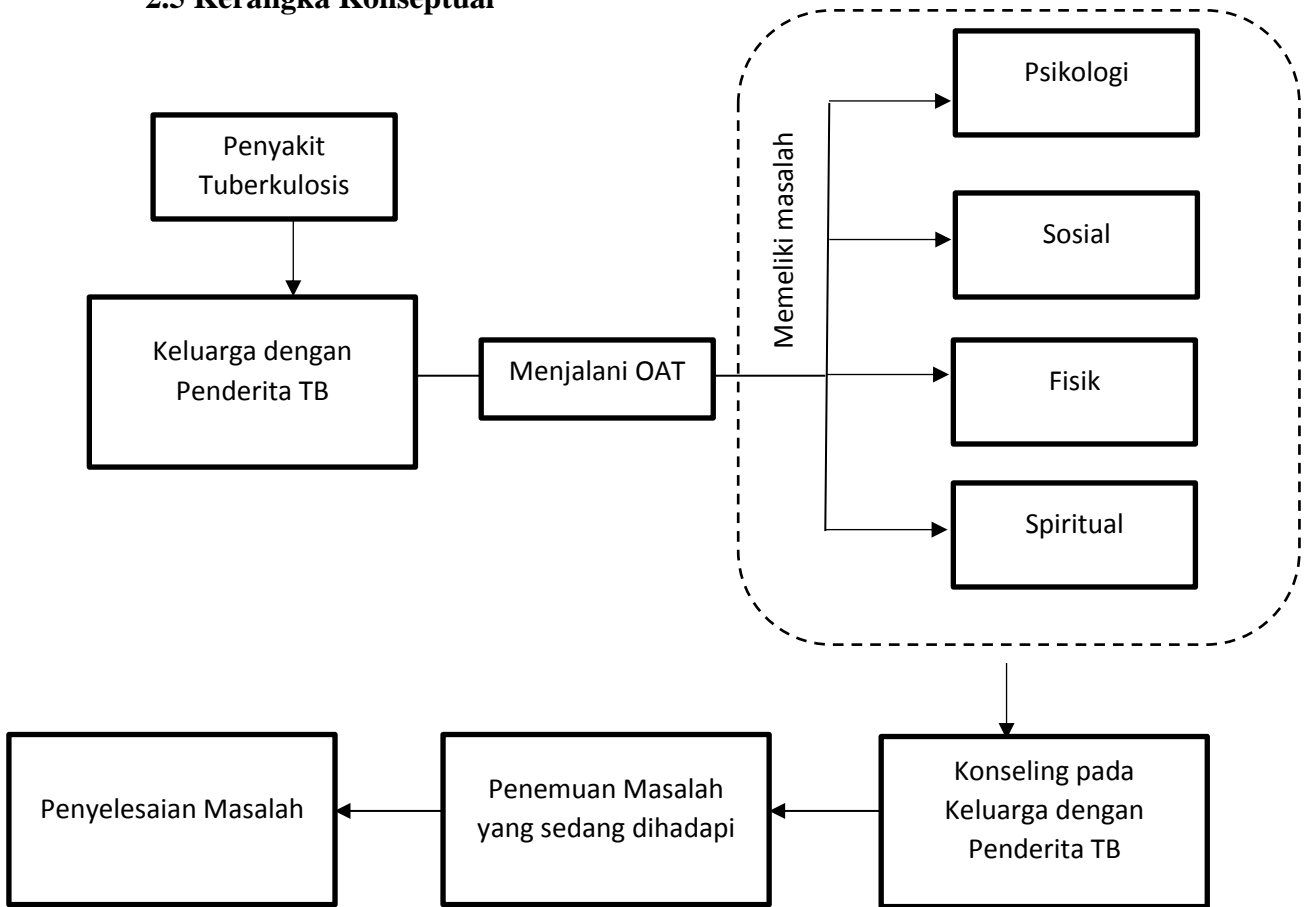 2.5 Kerangka Konseptual
Penyakit
Tuberkulosis
Keluarga dengan
Penderita TB
Menjalani OAT
Memeliki masalah
Psikologi
Sosial
Fisik
Spiritual
Konseling pada
Keluarga dengan
Penderita TB
Penemuan Masalah
yang sedang dihadapi
Penyelesaian Masalah